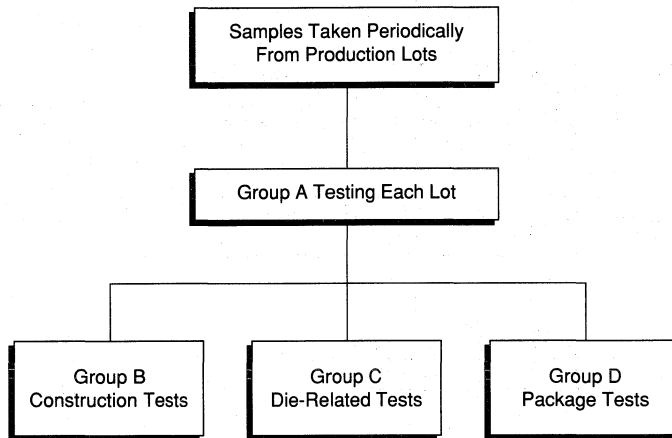 Samples Taken Periodically
From Production Lots
Group A Testing Each Lot
Group B
Construction Tests
Group C
Die-Related Tests
Group D
Package Tests